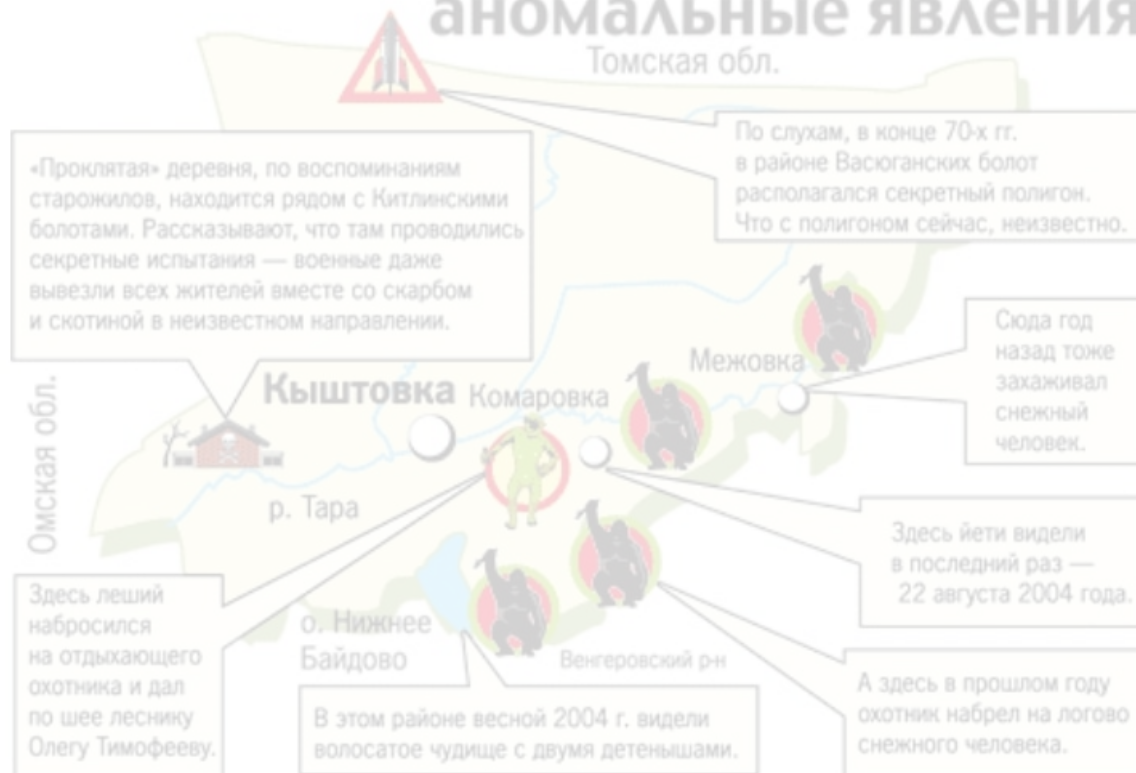 аномальные явления
Томская обл.
По слухам, в конце 70-х гг.
в районе Васюганских болот
располагался секретный полигон.
Что с полигоном сейчас, неизвестно.
«Проклятая» деревня, по воспоминаниям
старожилов, находится рядом с Китлинскими
болотами. Рассказывают, что там проводились
секретные испытания — военные даже
вывезли всех жителей вместе со скарбом
и скотиной в неизвестном направлении.
Сюда год
назад тоже
захаживал
снежный
человек.
Межовка
Кыштовка
Комаровка
Омская обл.
р. Тара
Здесь йети видели
в последний раз —
22 августа 2004 года.
Здесь леший
набросился
на отдыхающего
охотника и дал
по шее леснику
Олегу Тимофееву.
о. Нижнее
Байдово
Венгеровский р-н
В этом районе весной 2004 г. видели
волосатое чудище с двумя детенышами.
А здесь в прошлом году
охотник набрел на логово
снежного человека.